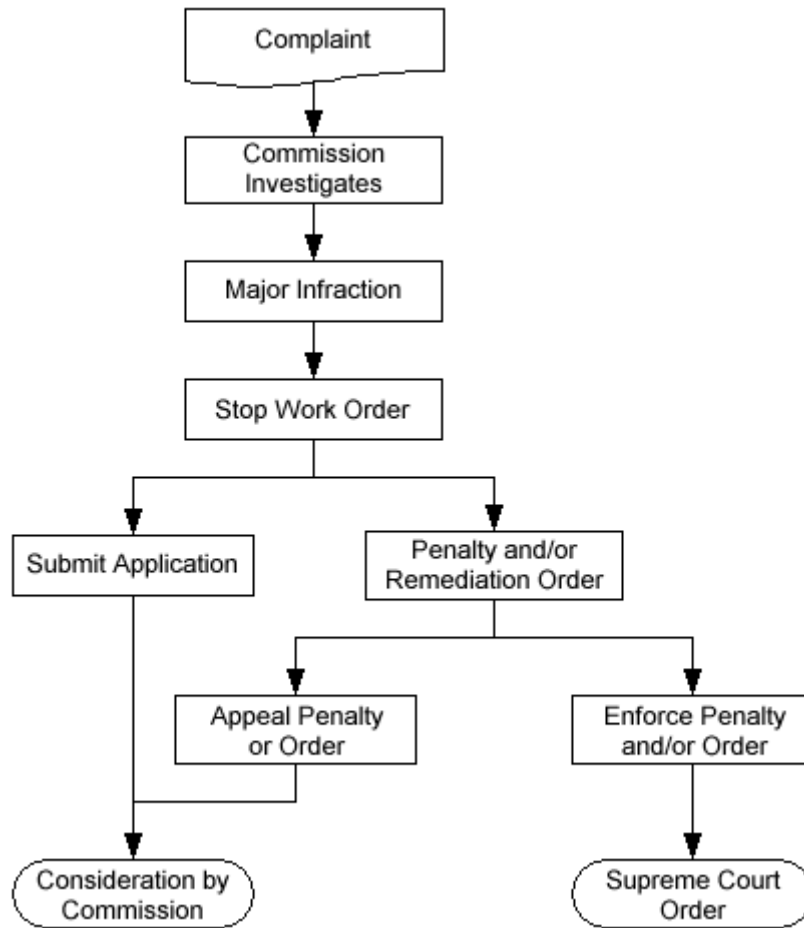 Complaint
Commission
Investigates
Major Infraction
Stop Work Order
Submit Application
Penalty and/or
Remediation Order
Appeal Penalty
or Order
Enforce Penalty
and/or Order
Consideration by
Commission
Supreme Court
Order